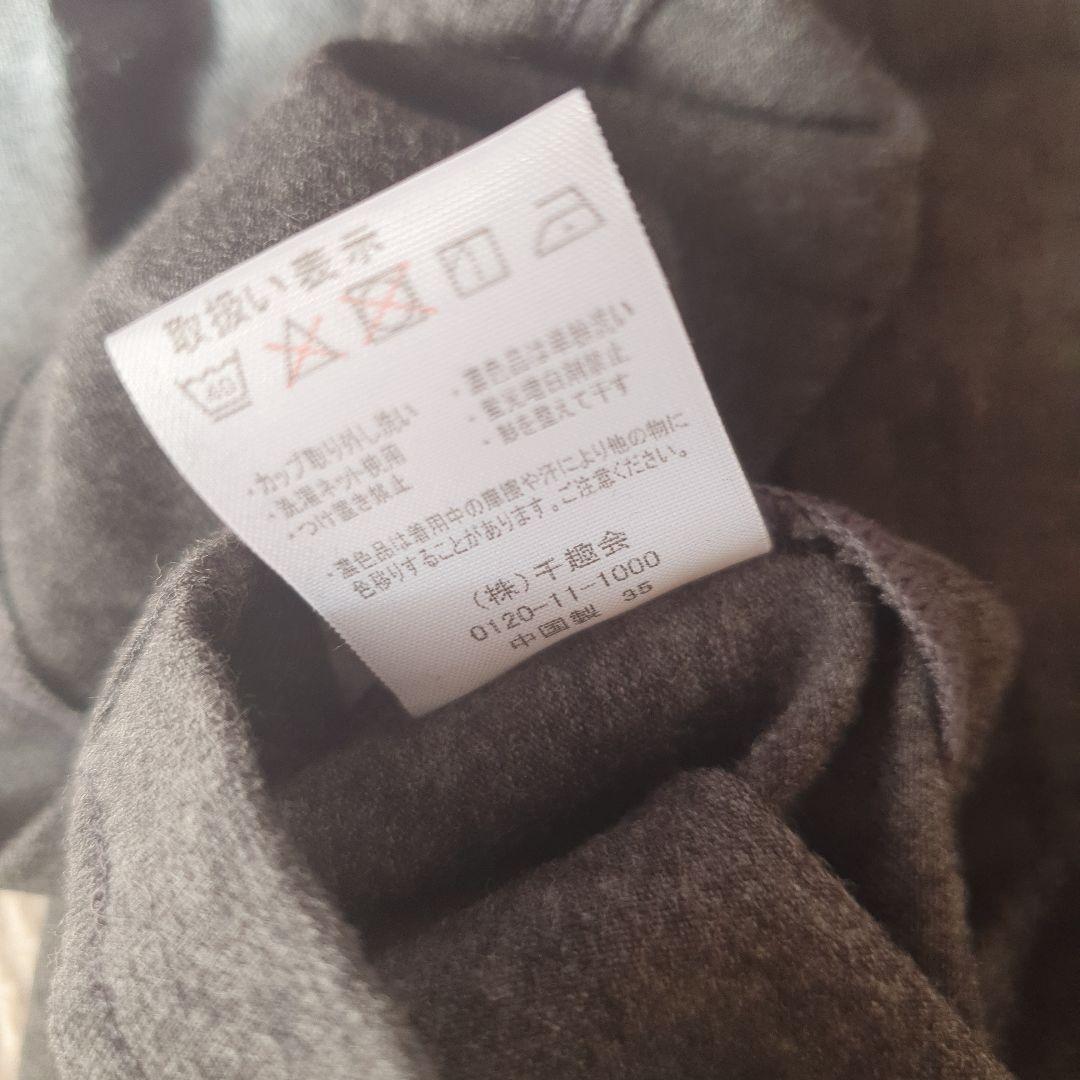 取扱い表示
40
・カップ取り外し洗い
・洗濯ネット使用
・つけ置き禁止
・濃色品は単独洗い
・蛍光増白剤禁止
・形を整えて干す
・濃色品は着用中の摩擦や汗により他の物に
色移りすることがあります。ご注意ください。
(株)千趣会
0120-11-1000
中国製 35